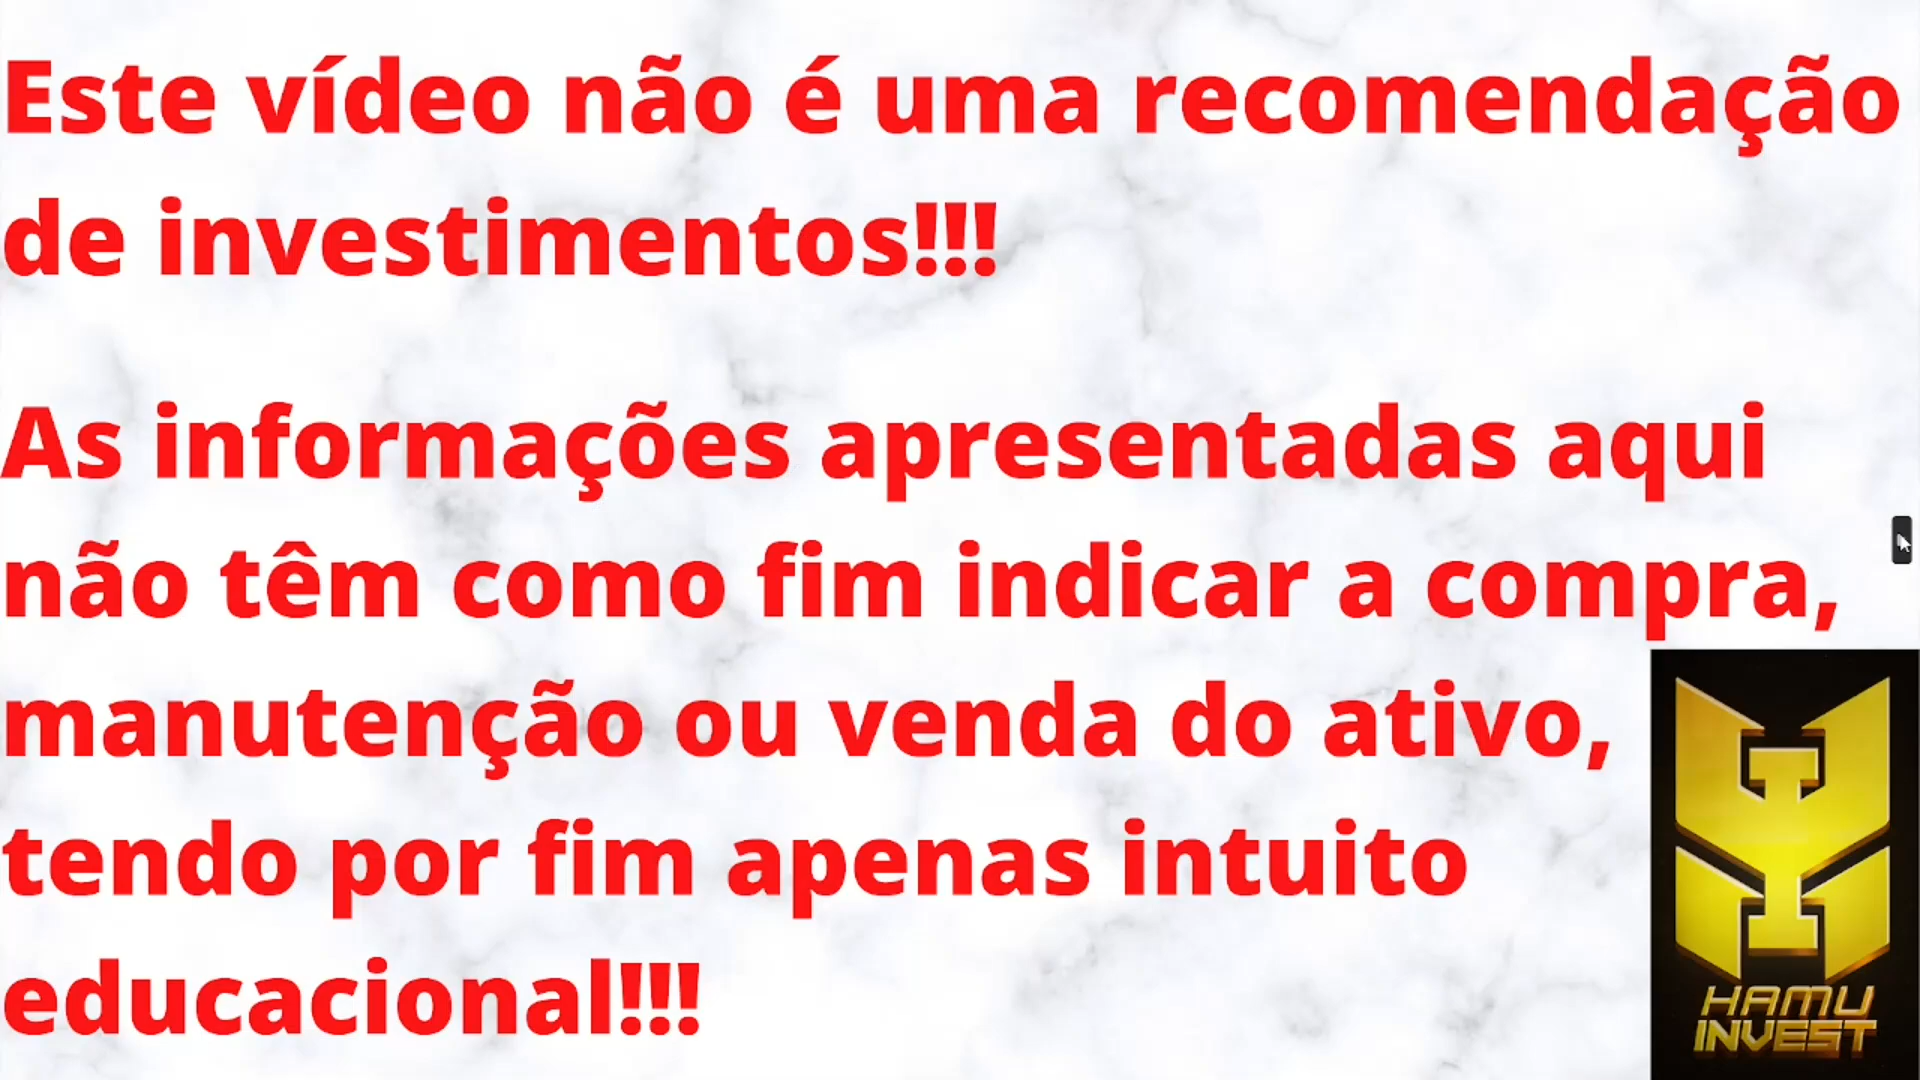 Este vídeo não é uma recomendação
de investimentos!!!
As informações apresentadas aqui
não têm como fim indicar a compra,
manutenção ou venda do ativo,
tendo por fim apenas intuito
educacional!!!
HAMU
INVEST